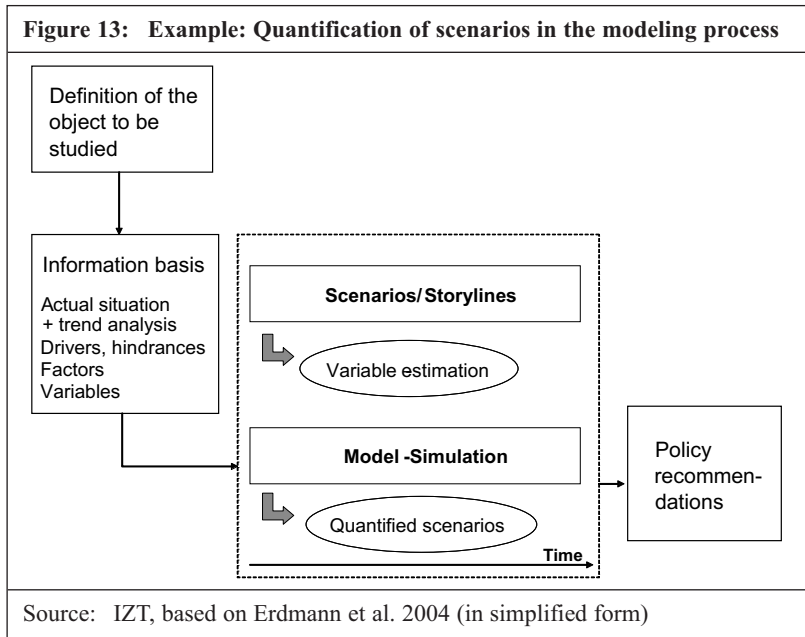 Figure 13: Example: Quantification of scenarios in the modeling process
Definition of the
object to be
studied
Information basis
Actual situation
+ trend analysis
Drivers, hindrances
Factors
Variables
Scenarios/Storylines
Variable estimation
Model -Simulation
Quantified scenarios
Time
Policy
recommen-
dations
Source: IZT, based on Erdmann et al. 2004 (in simplified form)